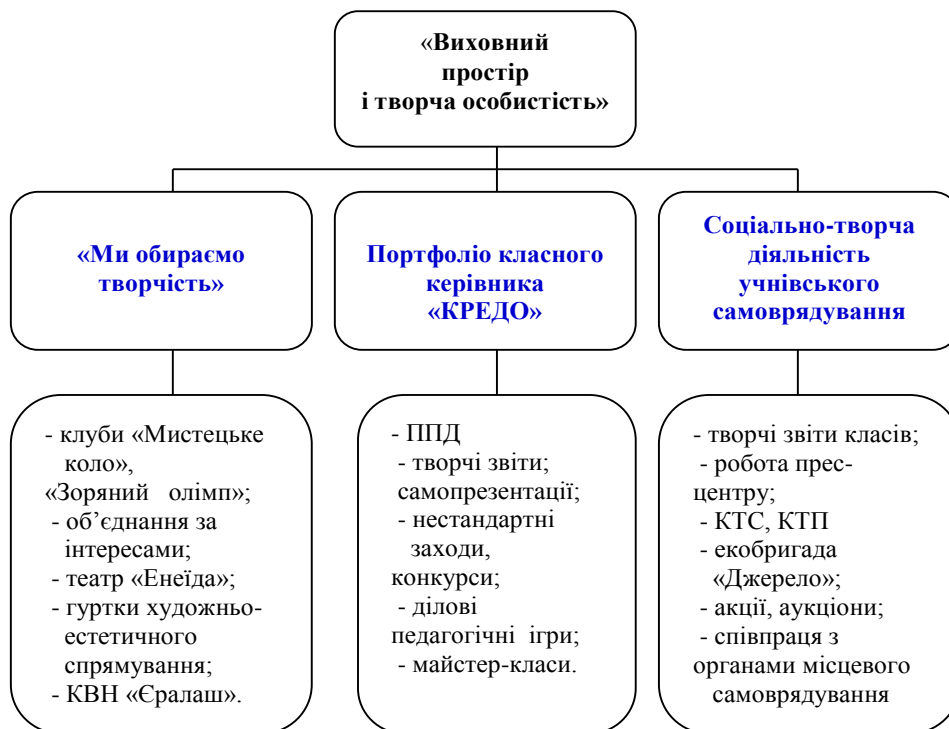 «Виховний
простір
і творча особистість»
«Ми обираємо
творчість»
Портфоліо класного
керівника
«КРЕДО»
Соціально-творча
діяльність
учнівського
самоврядування
- клуби «Мистецьке
коло»,
«Зоряний олімп»;
- об’єднання за
інтересами;
- театр «Енеїда»;
- гуртки художньо-
естетичного
спрямування;
- КВН «Єралаш».
- ППД
- творчі звіти;
самопрезентації;
- нестандартні
заходи,
конкурси;
- ділові
педагогічні ігри;
- майстер-класи.
- творчі звіти класів;
- робота прес-
центру;
- КТС, КТП
- екобригада
«Джерело»;
- акції, аукціони;
- співпраця з
органами місцевого
самоврядування